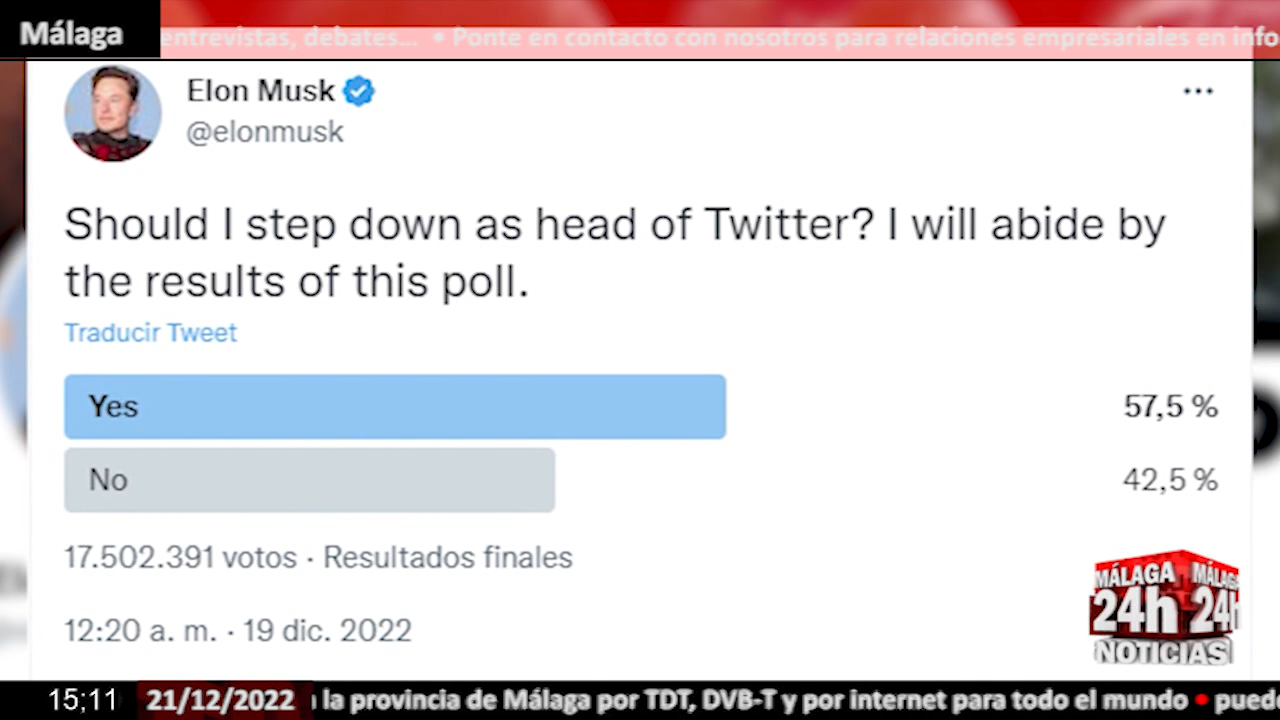 Málaga
entrevistas, debates... • Ponte en contacto con nosotros para relaciones empresariales en info
Elon Musk
@elonmusk
Should I step down as head of Twitter? I will abide by
the results of this poll.
Traducir Tweet
Yes
57,5 %
No
42,5 %
17.502.391 votos · Resultados finales
12:20 a. m. · 19 dic. 2022
MÁLAGA MÁLAGA
24h 24h
NOTICIAS
15:11 21/12/2022 la provincia de Málaga por TDT, DVB-T y por internet para todo el mundo •